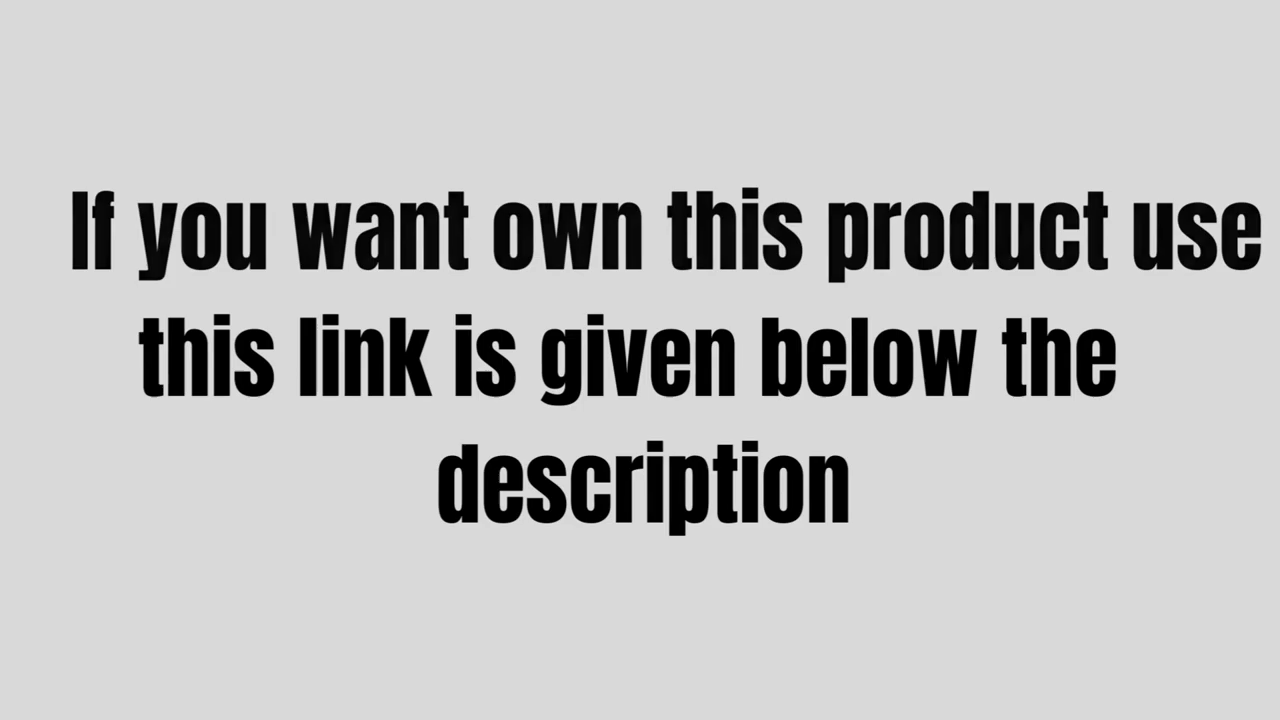 If you want own this product use
this link is given below the
description